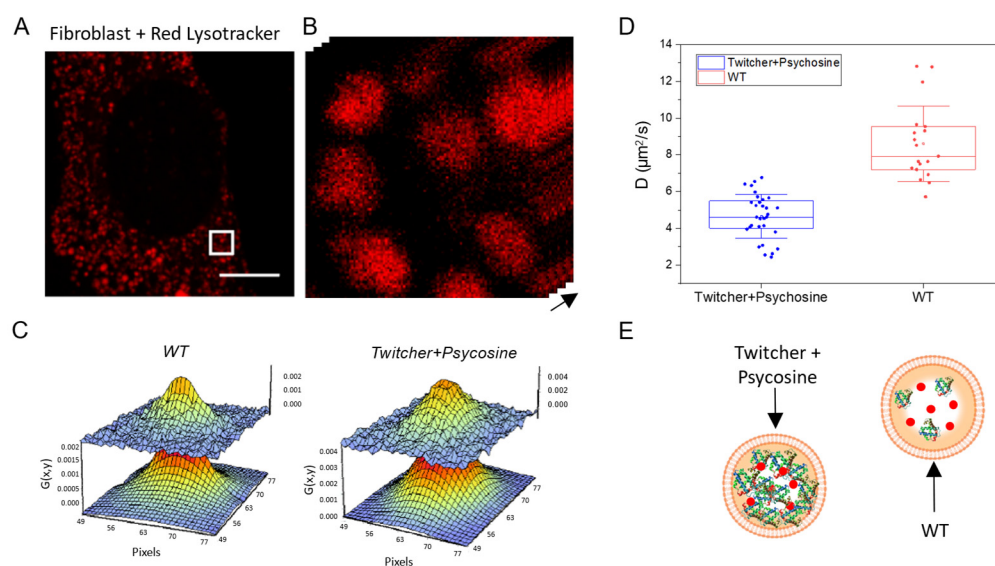 A
Fibroblast + Red Lysotracker
B
C
WT
0.002
0.001
0.000
0.002
0.0015
0.001
0.0005
0.000
G(x,y)
49
56
63
70
77
49
56
63
70
77
Pixels
Twitcher+Psycosine
0.004
0.002
0.000
0.004
0.003
0.002
0.001
0.000
G(x,y)
49
56
63
70
77
49
56
63
70
77
Pixels
D
14
12
10
8
6
4
2
D (µm²/s)
Twitcher+Psychosine
WT
Twitcher+Psychosine
WT
E
Twitcher +
Psycosine
WT